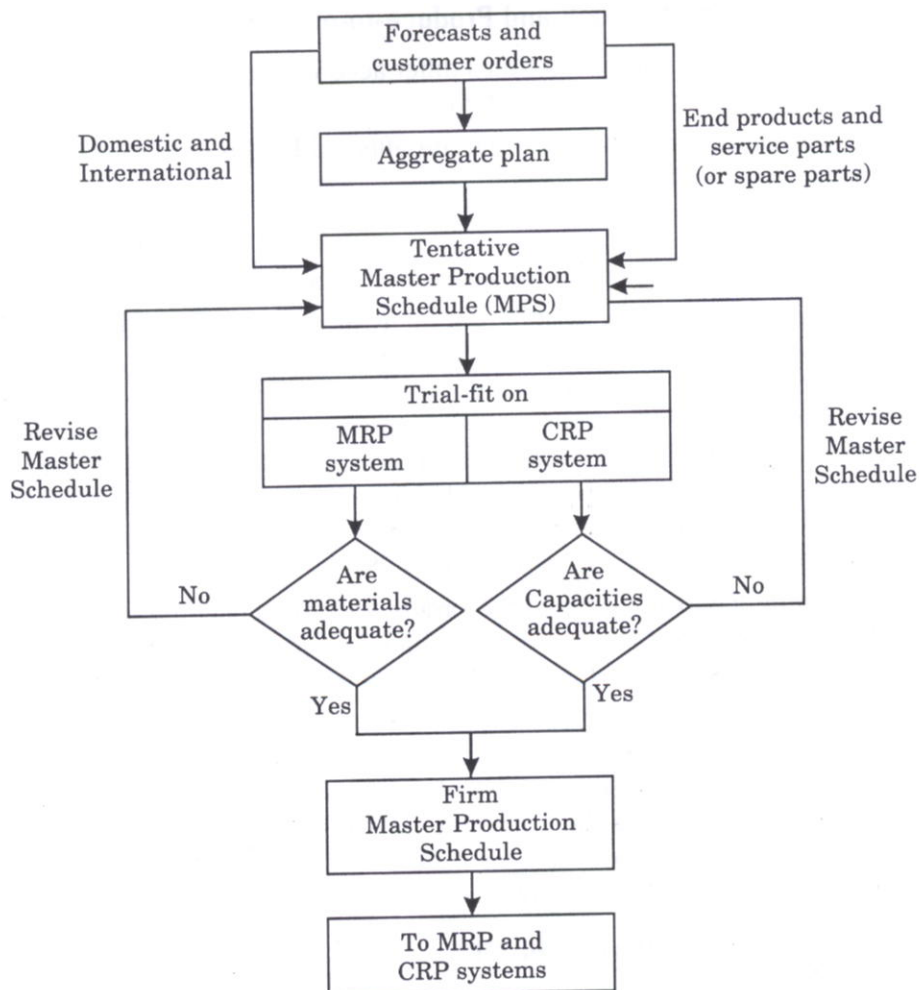 Forecasts and
customer orders
Domestic and
International
End products and
service parts
(or spare parts)
Aggregate plan
Tentative
Master Production
Schedule (MPS)
Trial-fit on
MRP
system
CRP
system
Revise
Master
Schedule
Revise
Master
Schedule
No
Are
materials
adequate?
Are
Capacities
adequate?
No
Yes
Yes
Firm
Master Production
Schedule
To MRP and
CRP systems